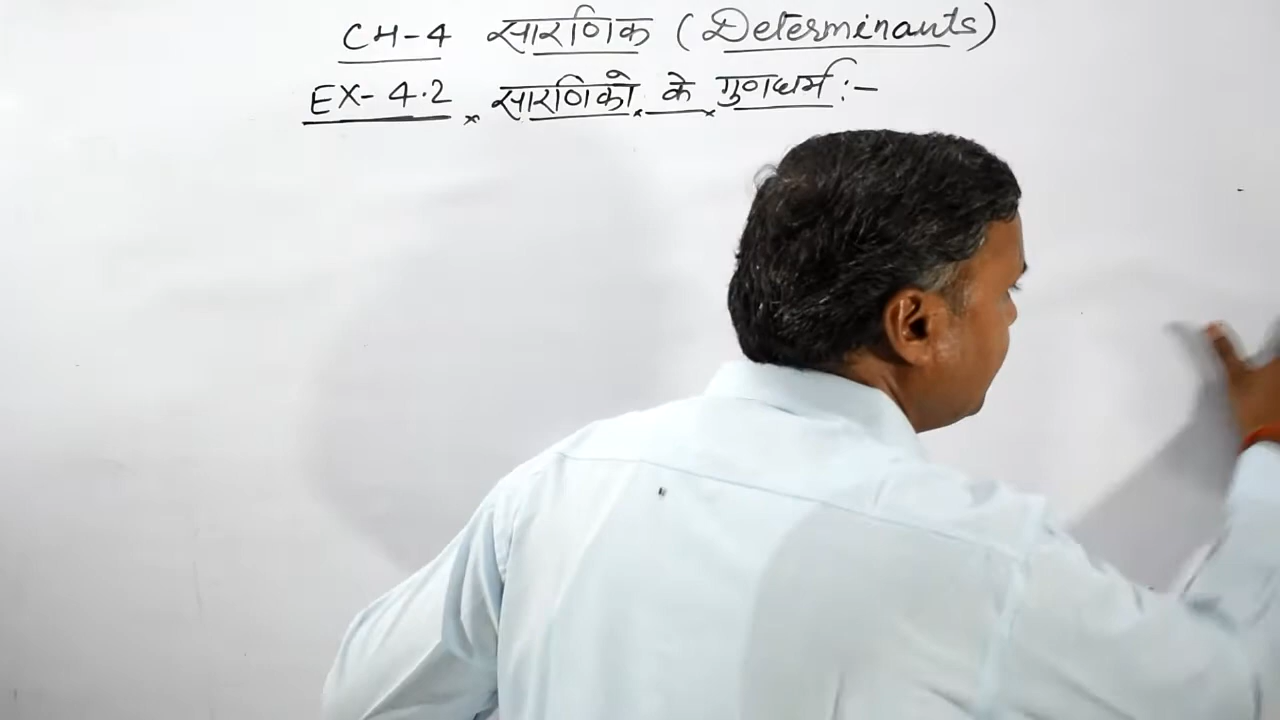 CH-4 सारणिक (Determinants)
EX- 4.2 सारणिको के गुणधर्म :-